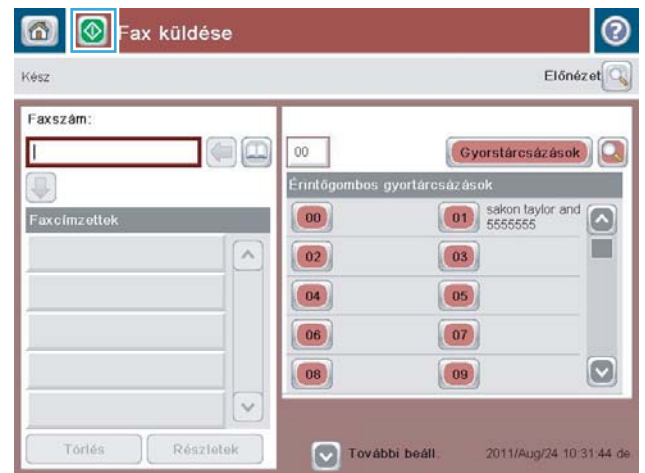 Fax küldése
Kész
Előnézet
Faxszám:
00
Gyorstárcsázások
Érintőgombos gyortárcsázások
Faxcímzettek
00
01 sakon taylor and
5555555
02
03
04
05
06
07
08
09
Törlés
Részletek
További beáll.
2011/Aug/24 10:31:44 de